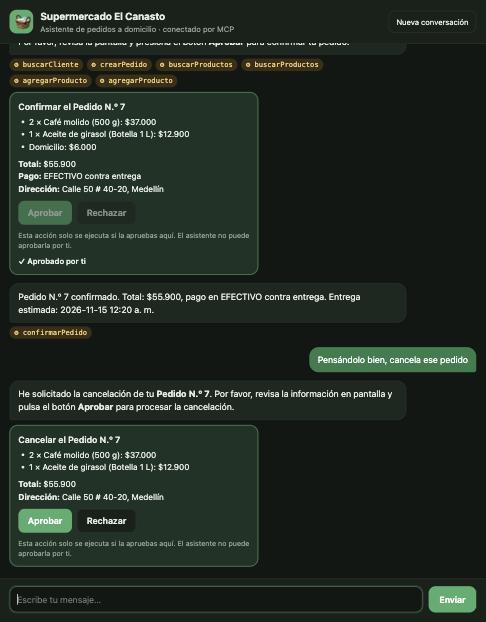 Supermercado El Canasto
Asistente de pedidos a domicilio · conectado por MCP
Nueva conversación
Por favor, revisa la pantalla y presiona el botón Aprobar para confirmar tu pedido.
buscarCliente
crearPedido
buscarProductos
buscarProductos
agregarProducto
agregarProducto
Confirmar el Pedido N.º 7
• 2 × Café molido (500 g): $37.000
• 1 × Aceite de girasol (Botella 1 L): $12.900
• Domicilio: $6.000
Total: $55.900
Pago: EFECTIVO contra entrega
Dirección: Calle 50 # 40-20, Medellín
Aprobar
Rechazar
Esta acción solo se ejecuta si la apruebas aquí. El asistente no puede
aprobarla por ti.
✓ Aprobado por ti
Pedido N.º 7 confirmado. Total: $55.900, pago en EFECTIVO contra entrega. Entrega
estimada: 2026-11-15 12:20 a. m.
confirmarPedido
Pensándolo bien, cancela ese pedido
He solicitado la cancelación de tu Pedido N.º 7. Por favor, revisa la información en pantalla y
pulsa el botón Aprobar para procesar la cancelación.
Cancelar el Pedido N.º 7
• 2 × Café molido (500 g): $37.000
• 1 × Aceite de girasol (Botella 1 L): $12.900
Total: $55.900
Dirección: Calle 50 # 40-20, Medellín
Aprobar
Rechazar
Esta acción solo se ejecuta si la apruebas aquí. El asistente no puede
aprobarla por ti.
Escribe tu mensaje...
Enviar